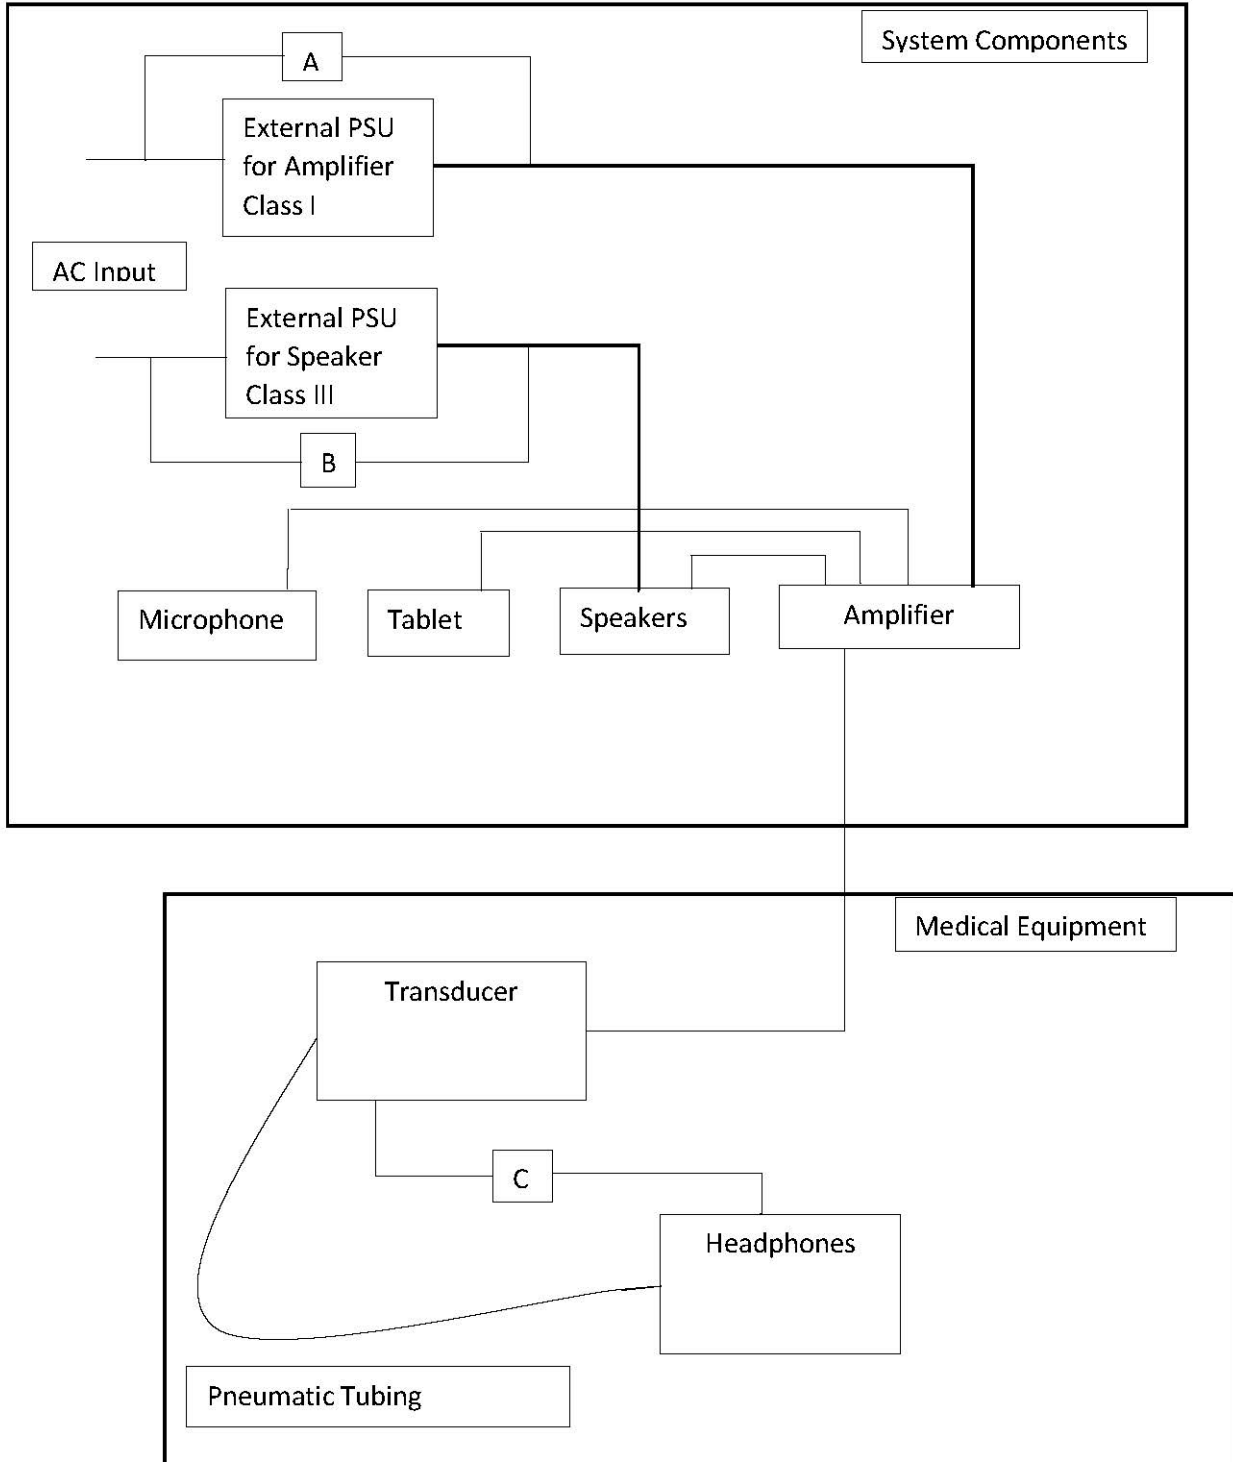 System Components
A
External PSU
for Amplifier
Class I
AC Input
External PSU
for Speaker
Class III
B
Microphone
Tablet
Speakers
Amplifier
Medical Equipment
Transducer
C
Headphones
Pneumatic Tubing